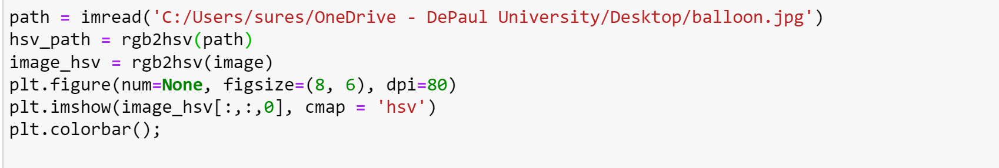 path = imread('C:/Users/sures/OneDrive - DePaul University/Desktop/balloon.jpg')
hsv_path = rgb2hsv(path)
image_hsv = rgb2hsv(image)
plt.figure(num=None, figsize=(8, 6), dpi=80)
plt.imshow(image_hsv[:,:,0], cmap = 'hsv')
plt.colorbar();